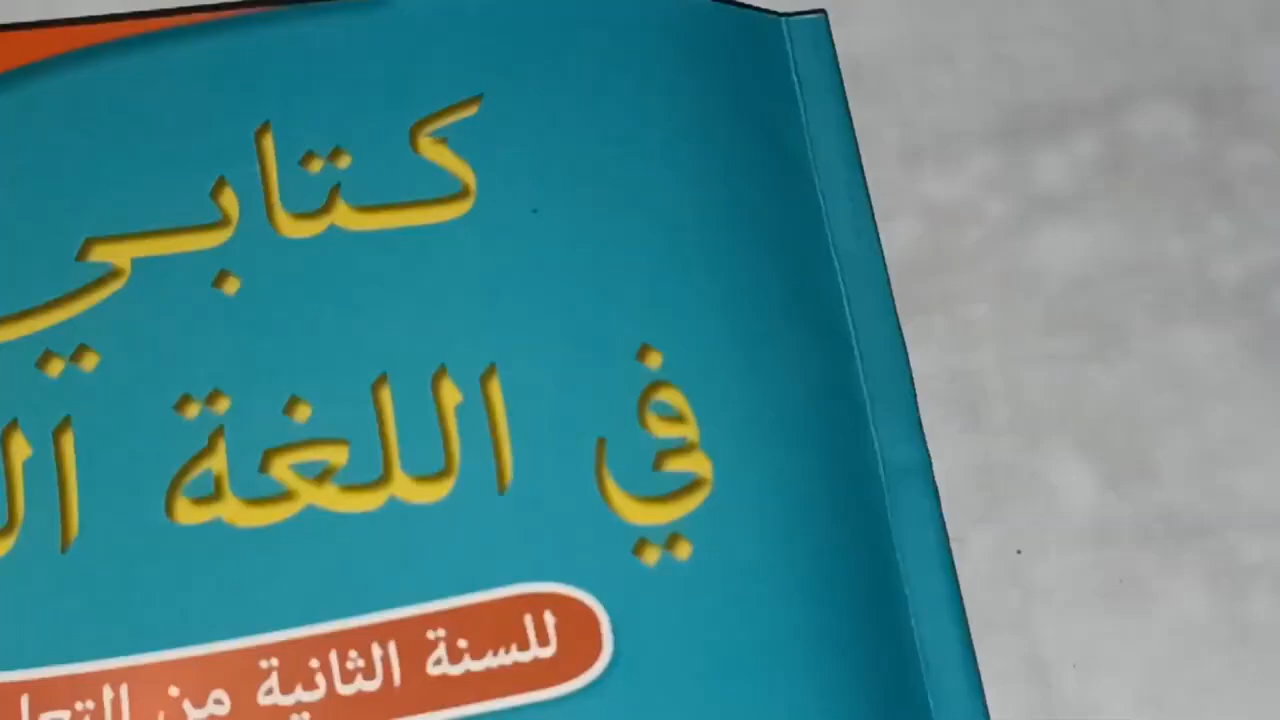 كتابي
في اللغة
للسنة الثانية من